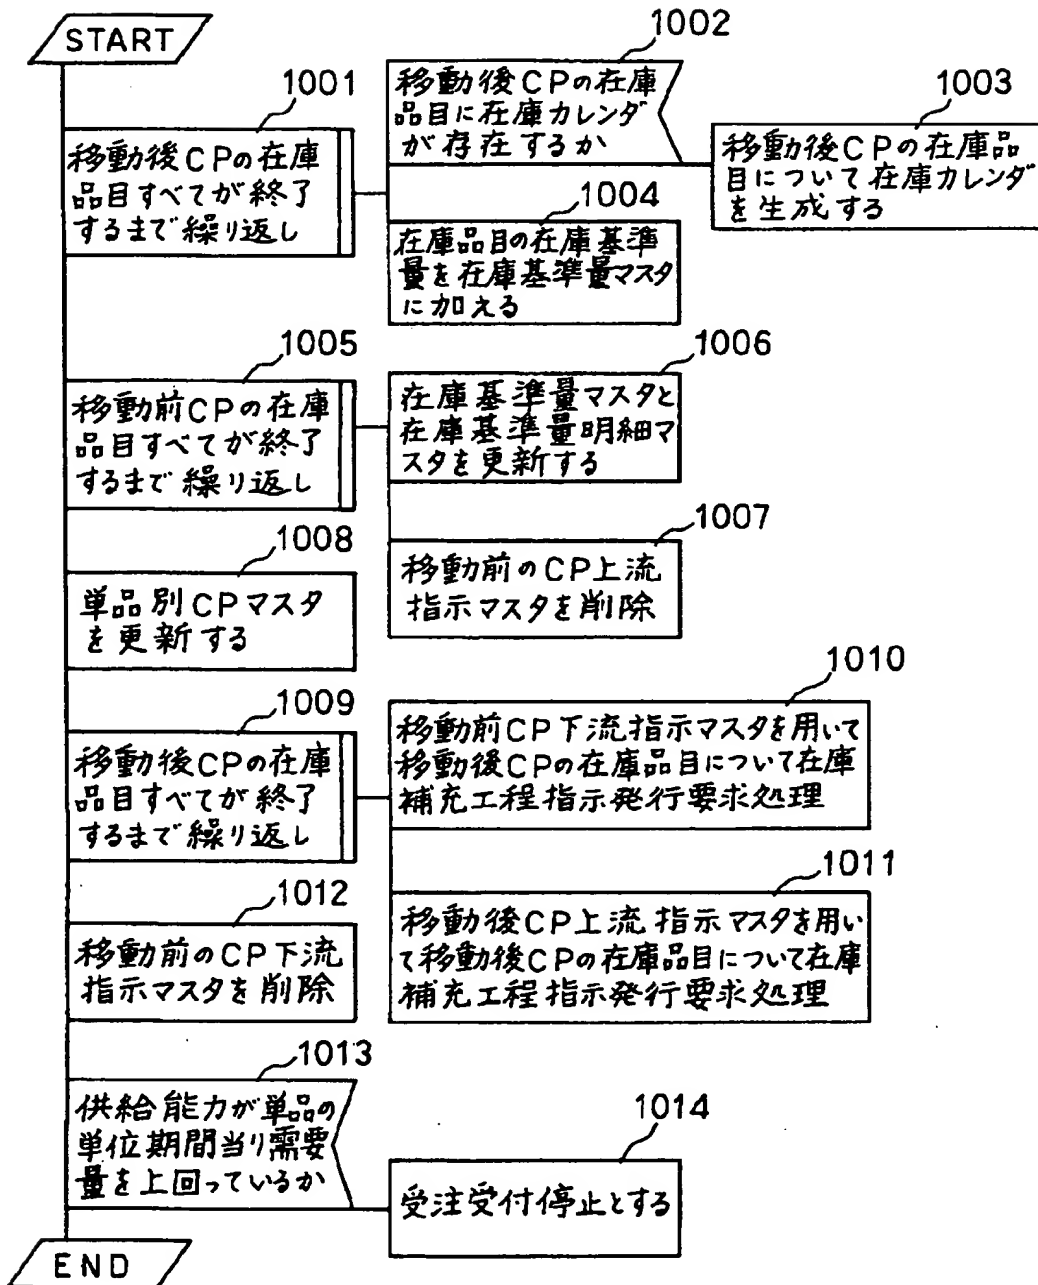 START
1001
移動後CPの在庫
品目すべてが終了
するまで繰り返し
1002
移動後CPの在庫
品目に在庫カレンダ
が存在するか
1003
移動後CPの在庫品
目について在庫カレンダ
を生成する
1004
在庫品目の在庫基準
量を在庫基準量マスタ
に加える
1005
移動前CPの在庫
品目すべてが終了
するまで繰り返し
1006
在庫基準量マスタと
在庫基準量明細マ
スタを更新する
1007
移動前のCP上流
指示マスタを削除
1008
単品別CPマスタ
を更新する
1009
移動後CPの在庫
品目すべてが終了
するまで繰り返し
1010
移動前CP下流指示マスタを用いて
移動後CPの在庫品目について在庫
補充工程指示発行要求処理
1011
移動後CP上流指示マスタを用い
て移動後CPの在庫品目について在庫
補充工程指示発行要求処理
1012
移動前のCP下流
指示マスタを削除
1013
供給能力が単品の
単位期間当り需要
量を上回っているか
1014
受注受付停止とする
END